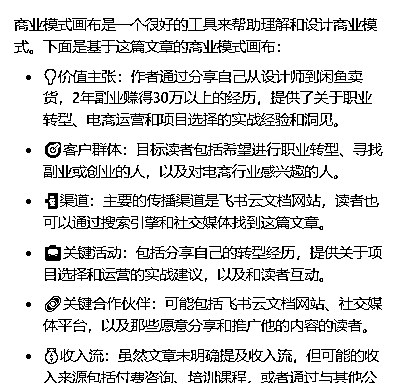 商业模式画布是一个很好的工具来帮助理解和设计商业模
式。下面是基于这篇文章的商业模式画布：
• 价值主张：作者通过分享自己从设计师到闲鱼卖
货，2年副业赚得30万以上的经历，提供了关于职业
转型、电商运营和项目选择的实战经验和洞见。
• 客户群体：目标读者包括希望进行职业转型、寻找
副业或创业的人，以及对电商行业感兴趣的人。
• 渠道：主要的传播渠道是飞书云文档网站，读者也
可以通过搜索引擎和社交媒体找到这篇文章。
• 关键活动：包括分享自己的转型经历，提供关于项
目选择和运营的实战建议，以及和读者互动。
• 关键合作伙伴：可能包括飞书云文档网站、社交媒
体平台，以及那些愿意分享和推广他的内容的读者。
• 收入流：虽然文章未明确提及收入流，但可能的收
入来源包括付费咨询、培训课程，或者通过与其他公